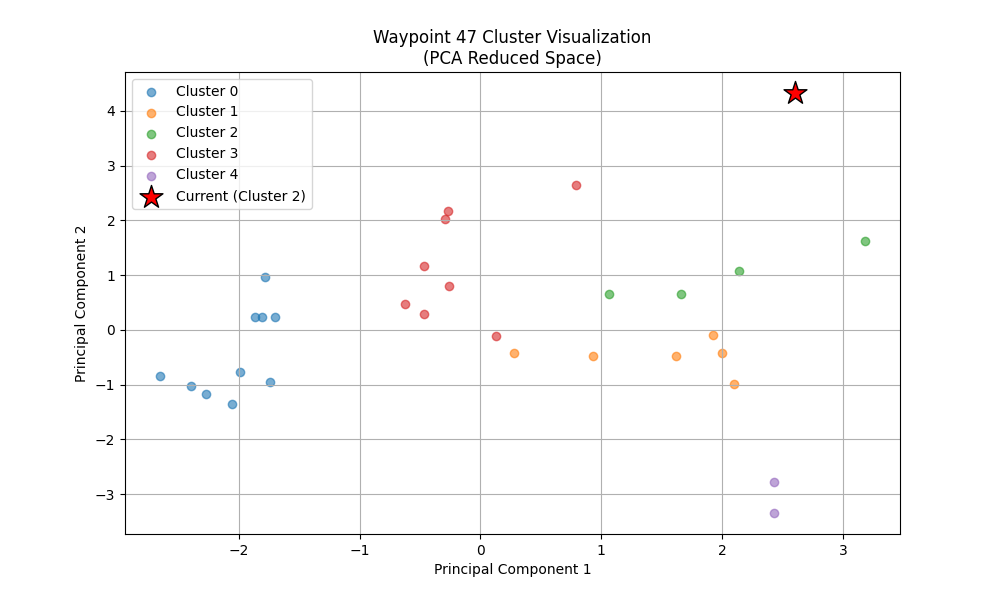 Waypoint 47 Cluster Visualization
(PCA Reduced Space)
Cluster 0
Cluster 1
Cluster 2
Cluster 3
Cluster 4
Current (Cluster 2)
Principal Component 2
4
3
2
1
0
−1
−2
−3
−2
−1
0
1
2
3
Principal Component 1